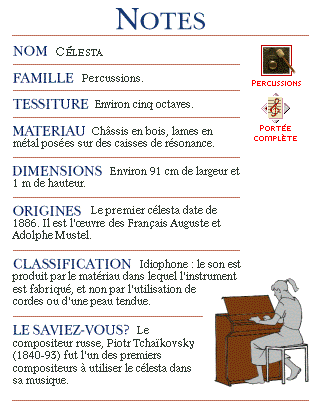 NOTES
NOM CÉLESTA
PERCUSSIONS
FAMILLE Percussions.
TESSITURE Environ cinq octaves.
PORTÉE
COMPLÈTE
MATERIAU Châssis en bois, lames en
métal posées sur des caisses de résonance.
DIMENSIONS Environ 91 cm de largeur et
1 m de hauteur.
ORIGINES Le premier célesta date de
1886. Il est l'œuvre des Français Auguste et
Adolphe Mustel.
CLASSIFICATION Idiophone : le son est
produit par le matériau dans lequel l'instrument
est fabriqué, et non par l'utilisation de
cordes ou d'une peau tendue.
LE SAVIEZ-VOUS? Le
compositeur russe, Piotr Tchaïkovsky
(1840-93) fut l'un des premiers
compositeurs à utiliser le célesta dans
sa musique.